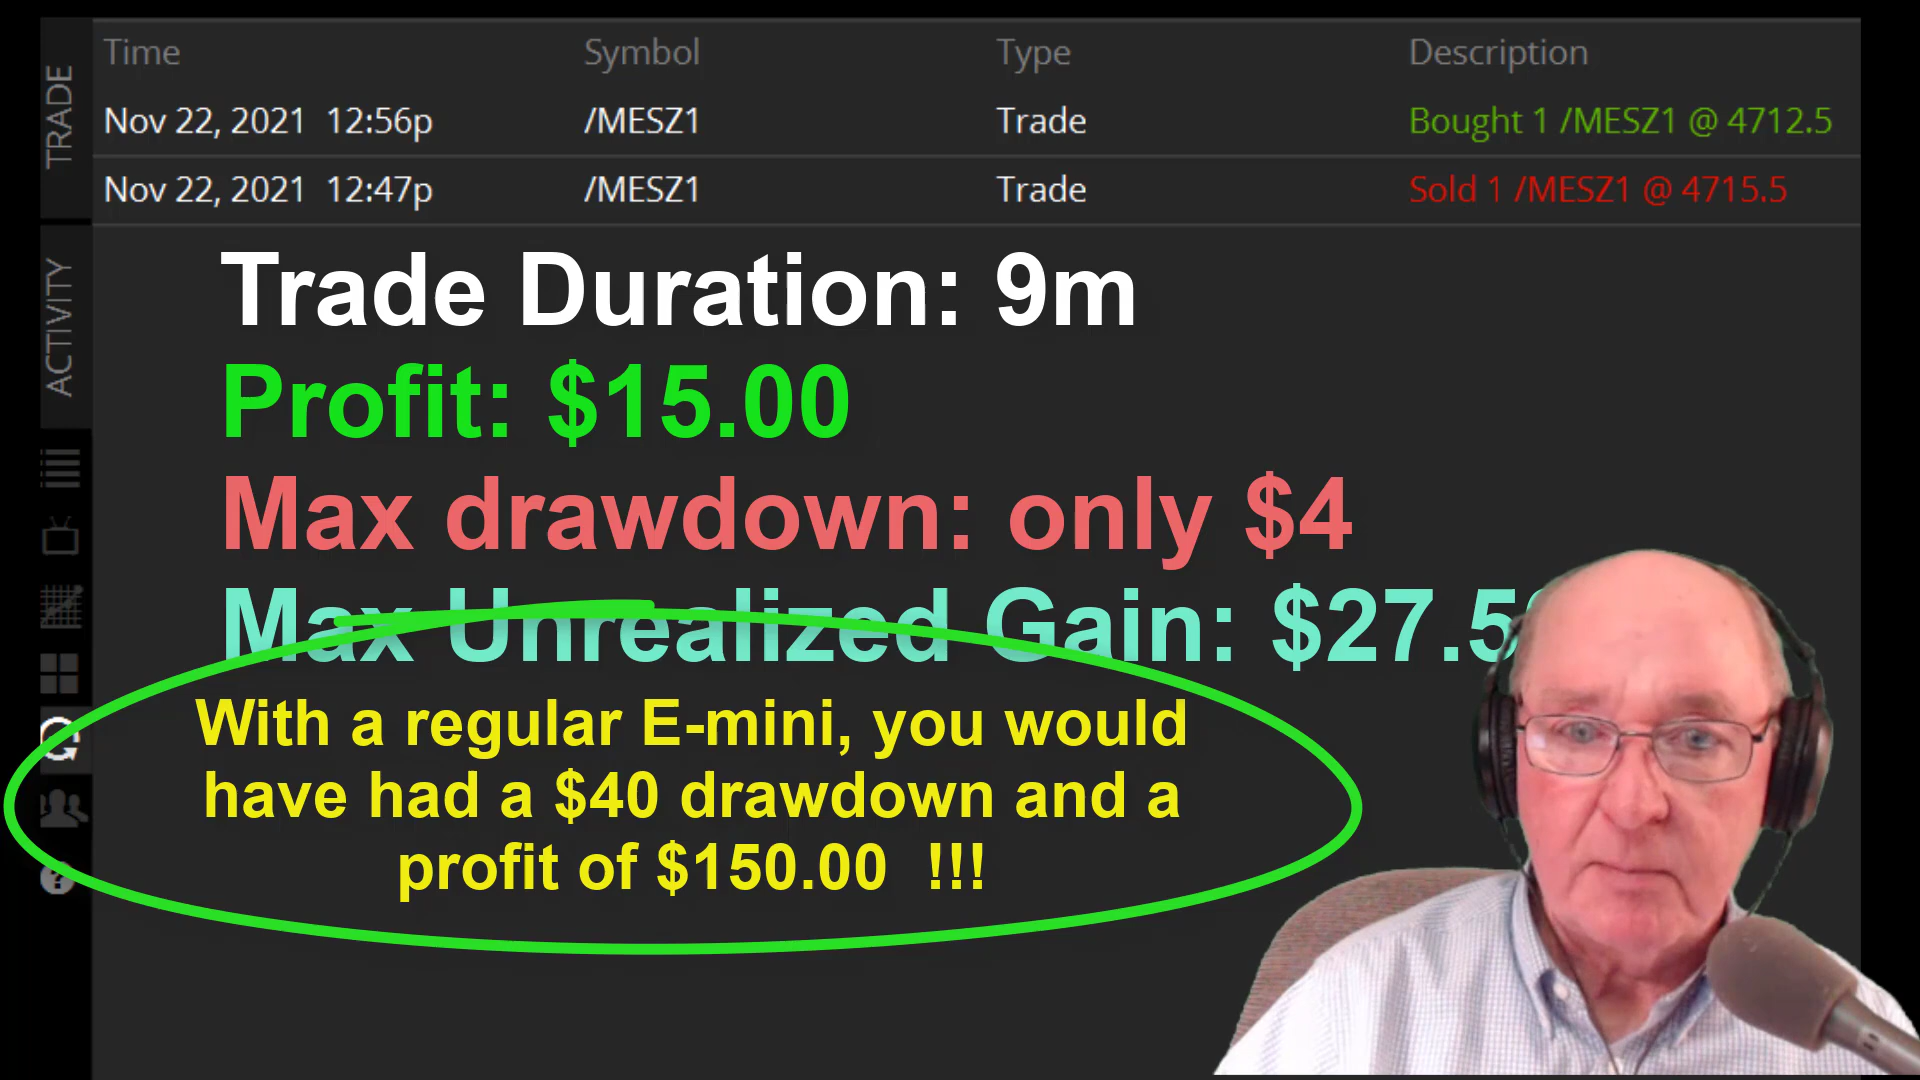 TRADE
ACTIVITY
Time Symbol Type Description
Nov 22, 2021 12:56p /MESZ1 Trade Bought 1 /MESZ1 @ 4712.5
Nov 22, 2021 12:47p /MESZ1 Trade Sold 1 /MESZ1 @ 4715.5
Trade Duration: 9m
Profit: $15.00
Max drawdown: only $4
Max Unrealized Gain: $27.5
With a regular E-mini, you would
have had a $40 drawdown and a
profit of $150.00 !!!
?